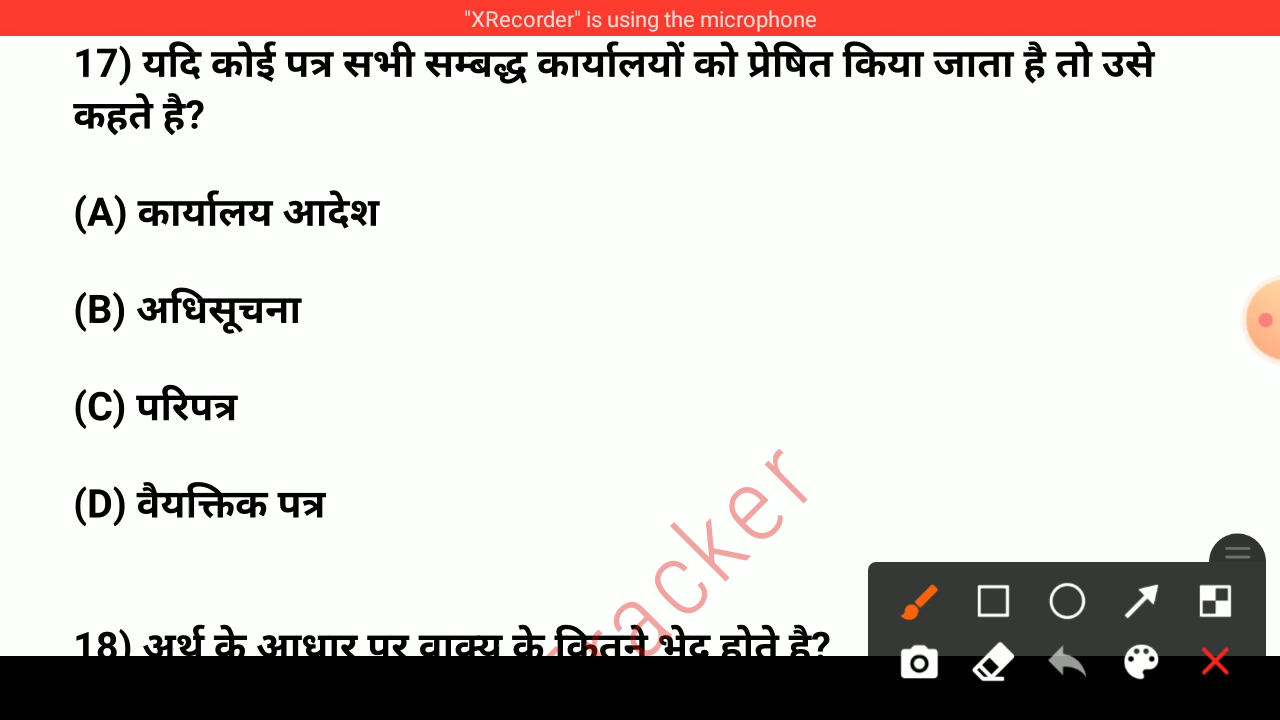 "XRecorder" is using the microphone
17) यदि कोई पत्र सभी सम्बद्ध कार्यालयों को प्रेषित किया जाता है तो उसे
कहते है?
(A) कार्यालय आदेश
(B) अधिसूचना
(C) परिपत्र
(D) वैयक्तिक पत्र
racker
18) अर्थ के आधार पर वाक्य के कितने भेद होते है?